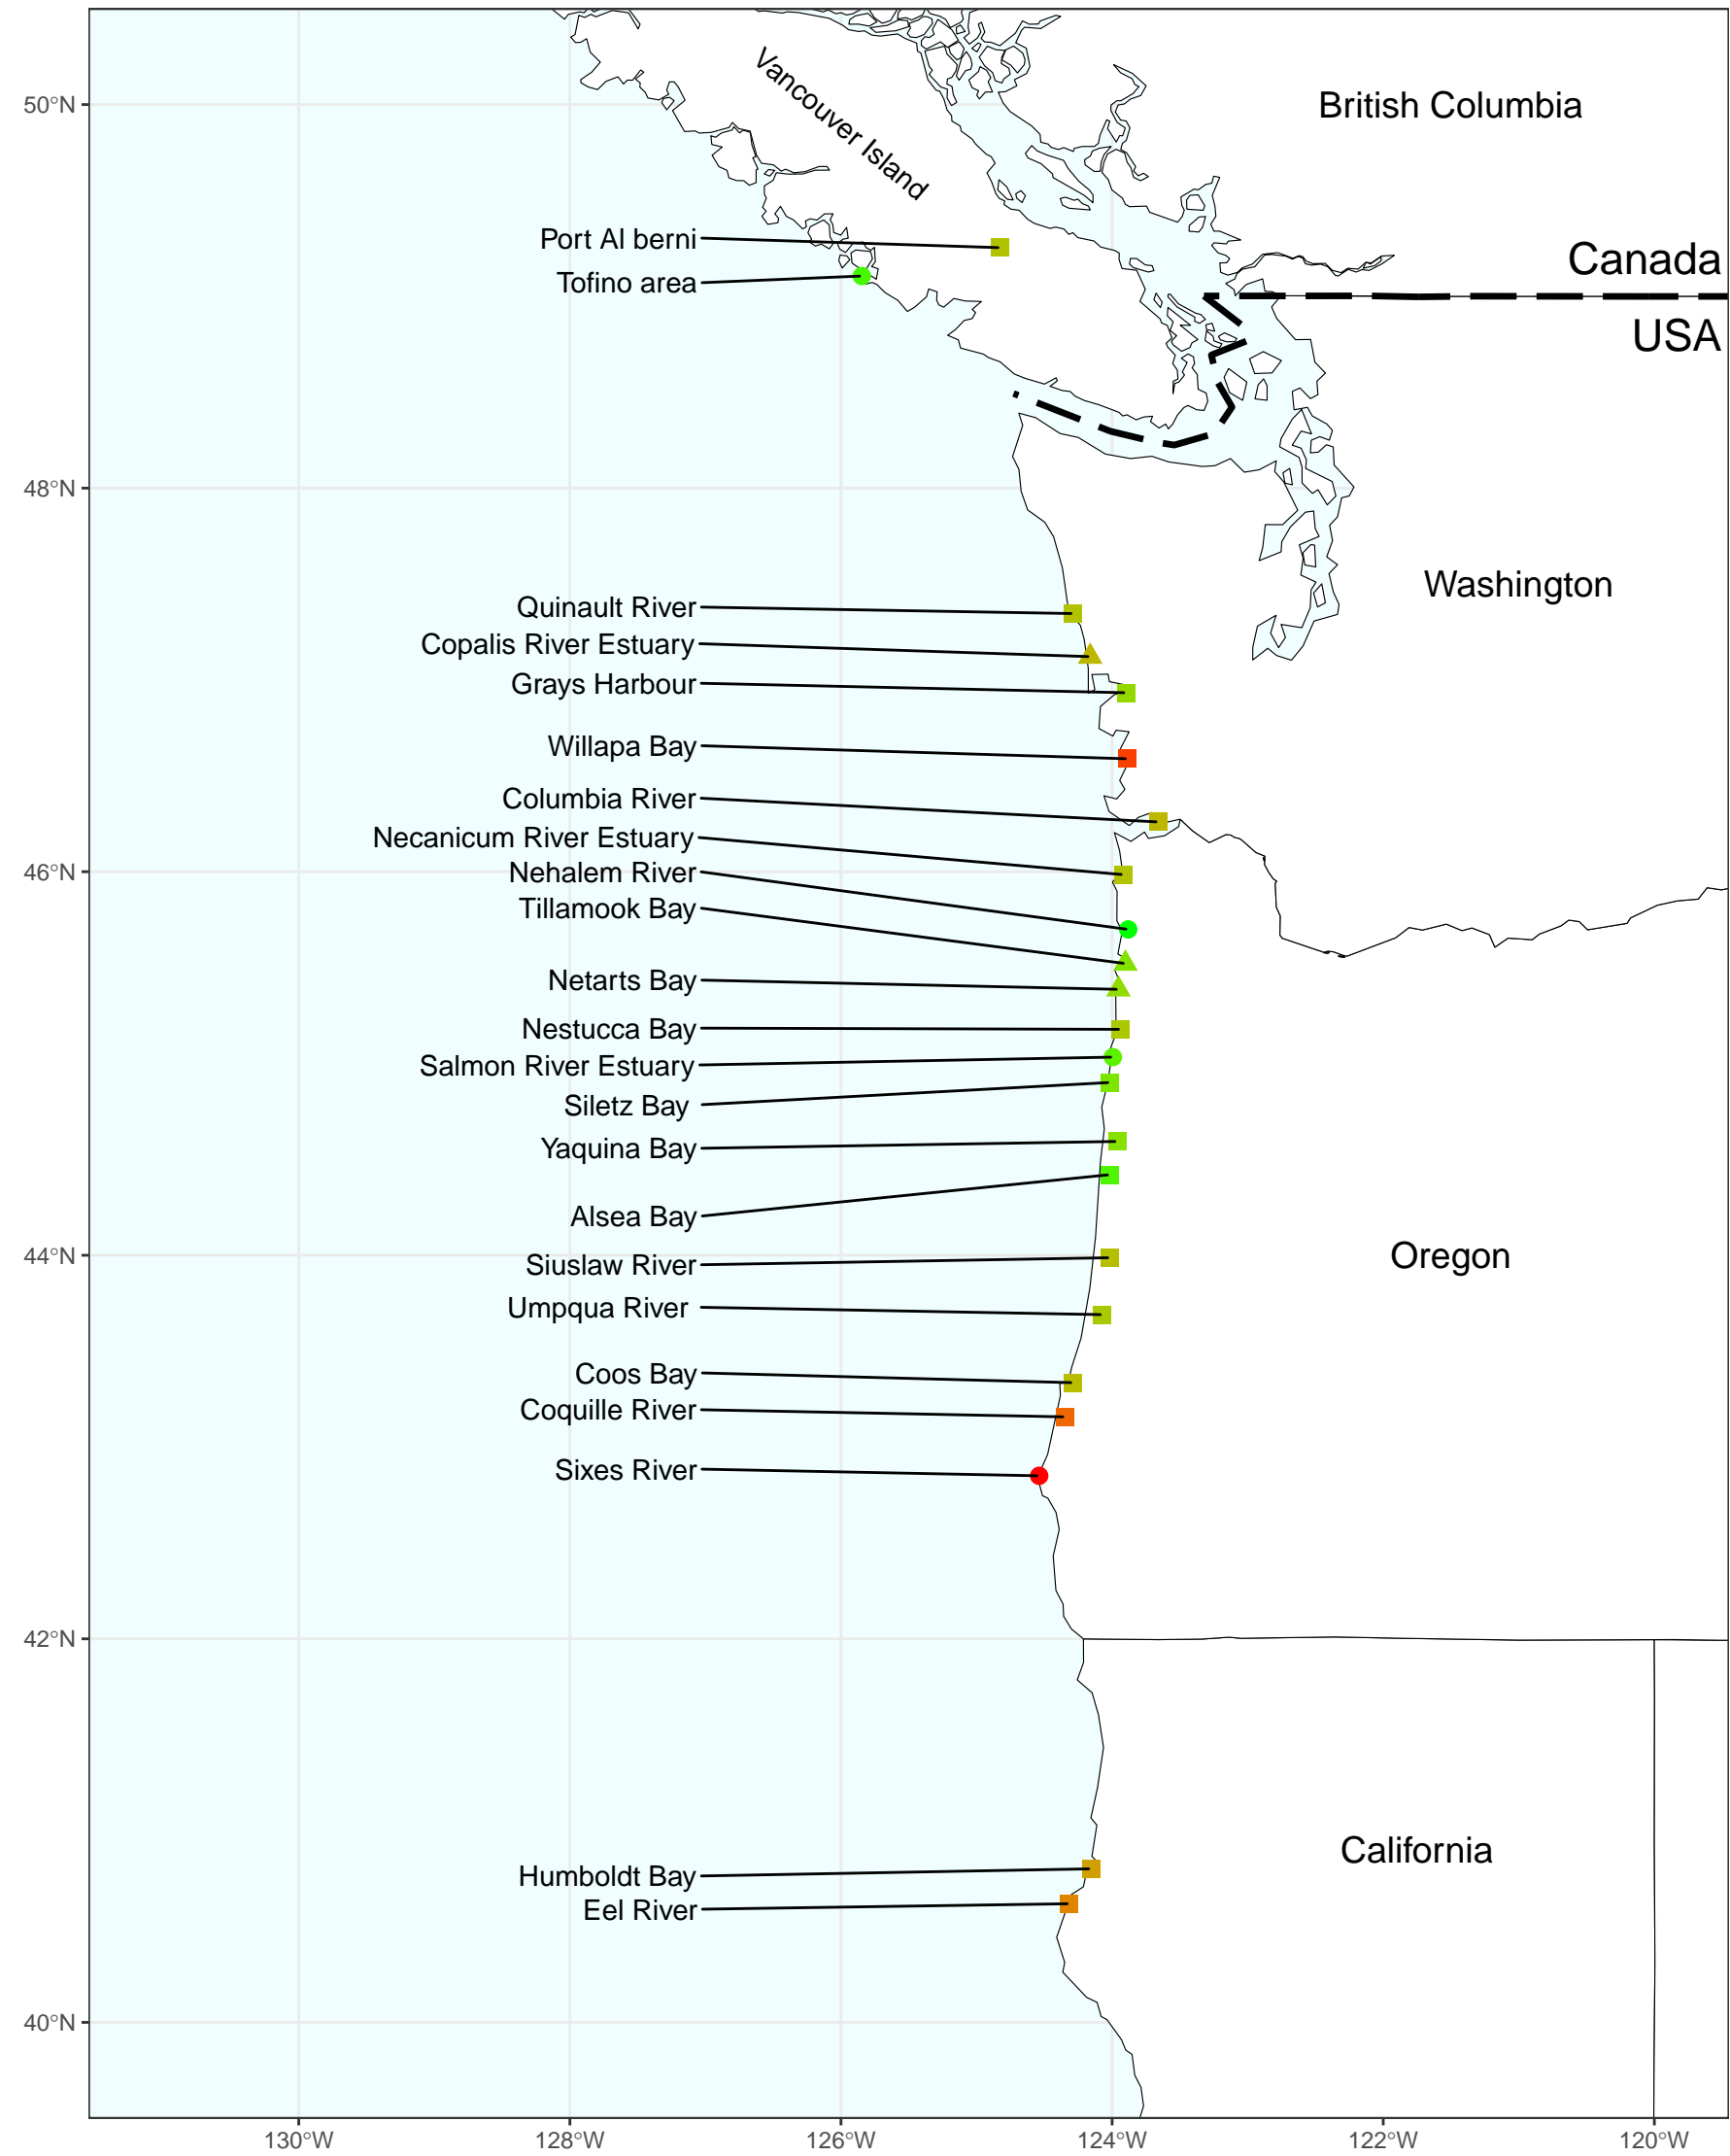 50°N
British Columbia
Vancouver Island
Port Al berni
Tofino area
Canada
USA
48°N
Washington
Quinault River
Copalis River Estuary
Grays Harbour
Willapa Bay
Columbia River
Necanicum River Estuary
46°N
Nehalem River
Tillamook Bay
Netarts Bay
Nestucca Bay
Salmon River Estuary
Siletz Bay
Yaquina Bay
Alsea Bay
44°N
Oregon
Siuslaw River
Umpqua River
Coos Bay
Coquille River
Sixes River
42°N
California
Humboldt Bay
Eel River
40°N
130°W 128°W 126°W 124°W 122°W 120°W